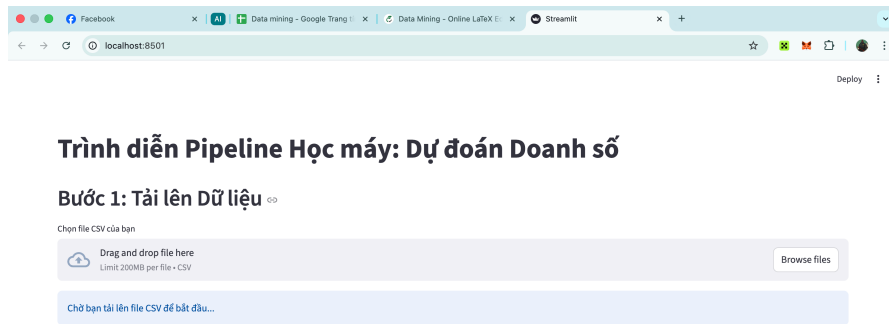 Facebook
AI
Data mining - Google Trang t
Data Mining - Online LaTeX E
Streamlit
localhost:8501
Deploy
Trình diễn Pipeline Học máy: Dự đoán Doanh số
Bước 1: Tải lên Dữ liệu
Chọn file CSV của bạn
Drag and drop file here
Limit 200MB per file • CSV
Browse files
Chờ bạn tải lên file CSV để bắt đầu...